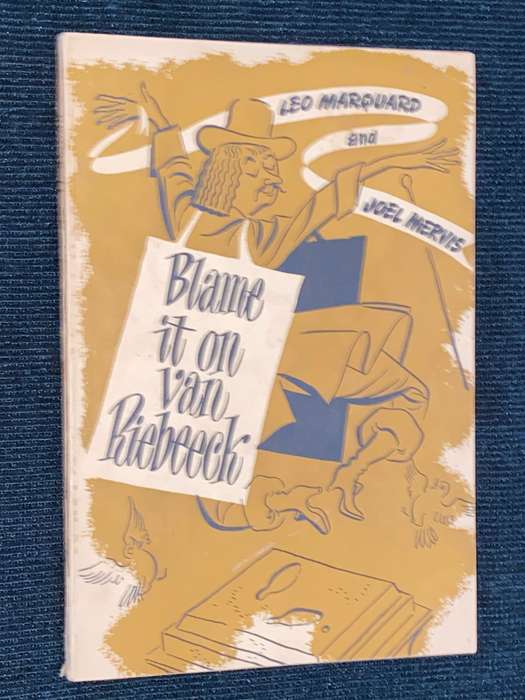 LEO MARQUARD
and
JOEL MERVIS
Blame
it on
van
Riebeeck